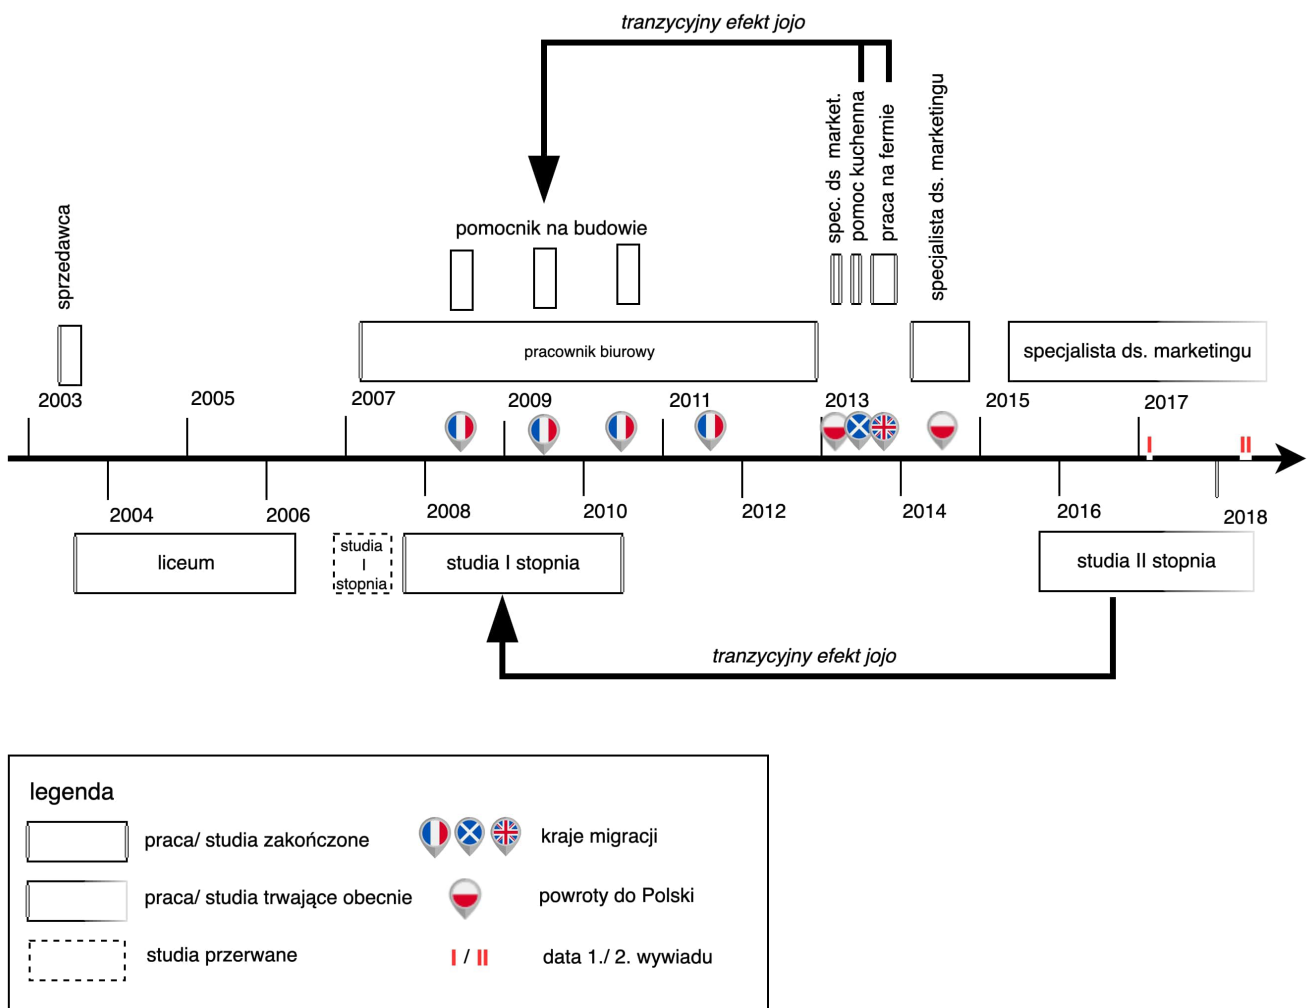 tranzycyjny efekt jojo
sprzedawca
pomocnik na budowie
spec. ds market.
pomoc kuchenna
praca na fermie
specjalista ds. marketingu
pracownik biurowy
specjalista ds. marketingu
2003
2005
2007
2009
2011
2013
2015
2017
I
II
2004
2006
2008
2010
2012
2014
2016
2018
liceum
studia
I
stopnia
studia I stopnia
studia II stopnia
tranzycyjny efekt jojo
legenda
praca/ studia zakończone
kraje migracji
praca/ studia trwające obecnie
powroty do Polski
studia przerwane
I / II
data 1./ 2. wywiadu